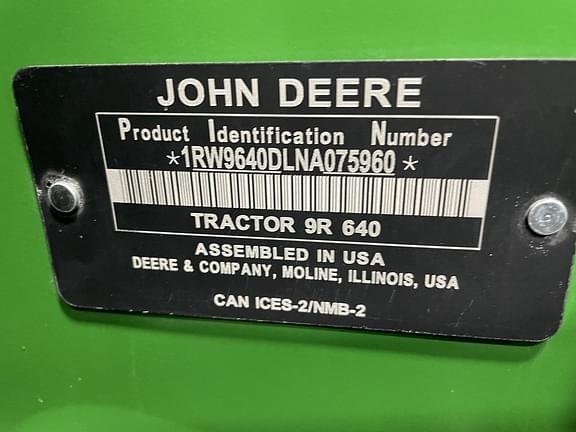 JOHN DEERE
Product Identification Number
*1RW9640DLNA075960*
TRACTOR 9R 640
ASSEMBLED IN USA
DEERE & COMPANY, MOLINE, ILLINOIS, USA
CAN ICES-2/NMB-2